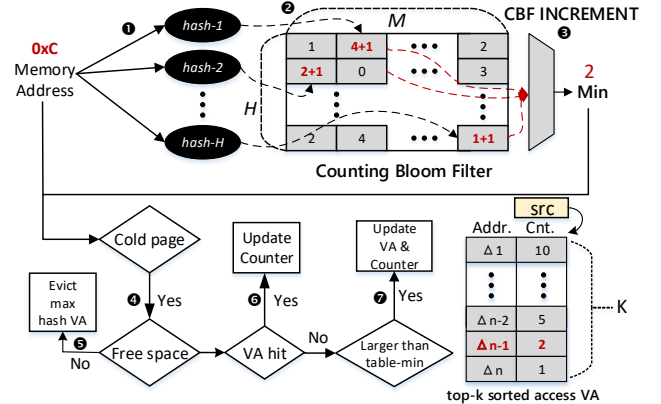 ❶
❷
M
CBF INCREMENT
❸
hash-1
1
4+1
2
0xC
Memory
Address
hash-2
2+1
0
3
2
Min
H
hash-H
2
4
1+1
Counting Bloom Filter
src
Cold page
Update
Counter
Update
VA &
Counter
Addr.
Cnt.
Δ 1
10
Evict
max
hash VA
❹
Yes
❻
Yes
❼
Yes
K
Δ n-2
5
❺
No
Free space
VA hit
No
Larger than
table-min
Δ n-1
2
Δ n
1
top-k sorted access VA